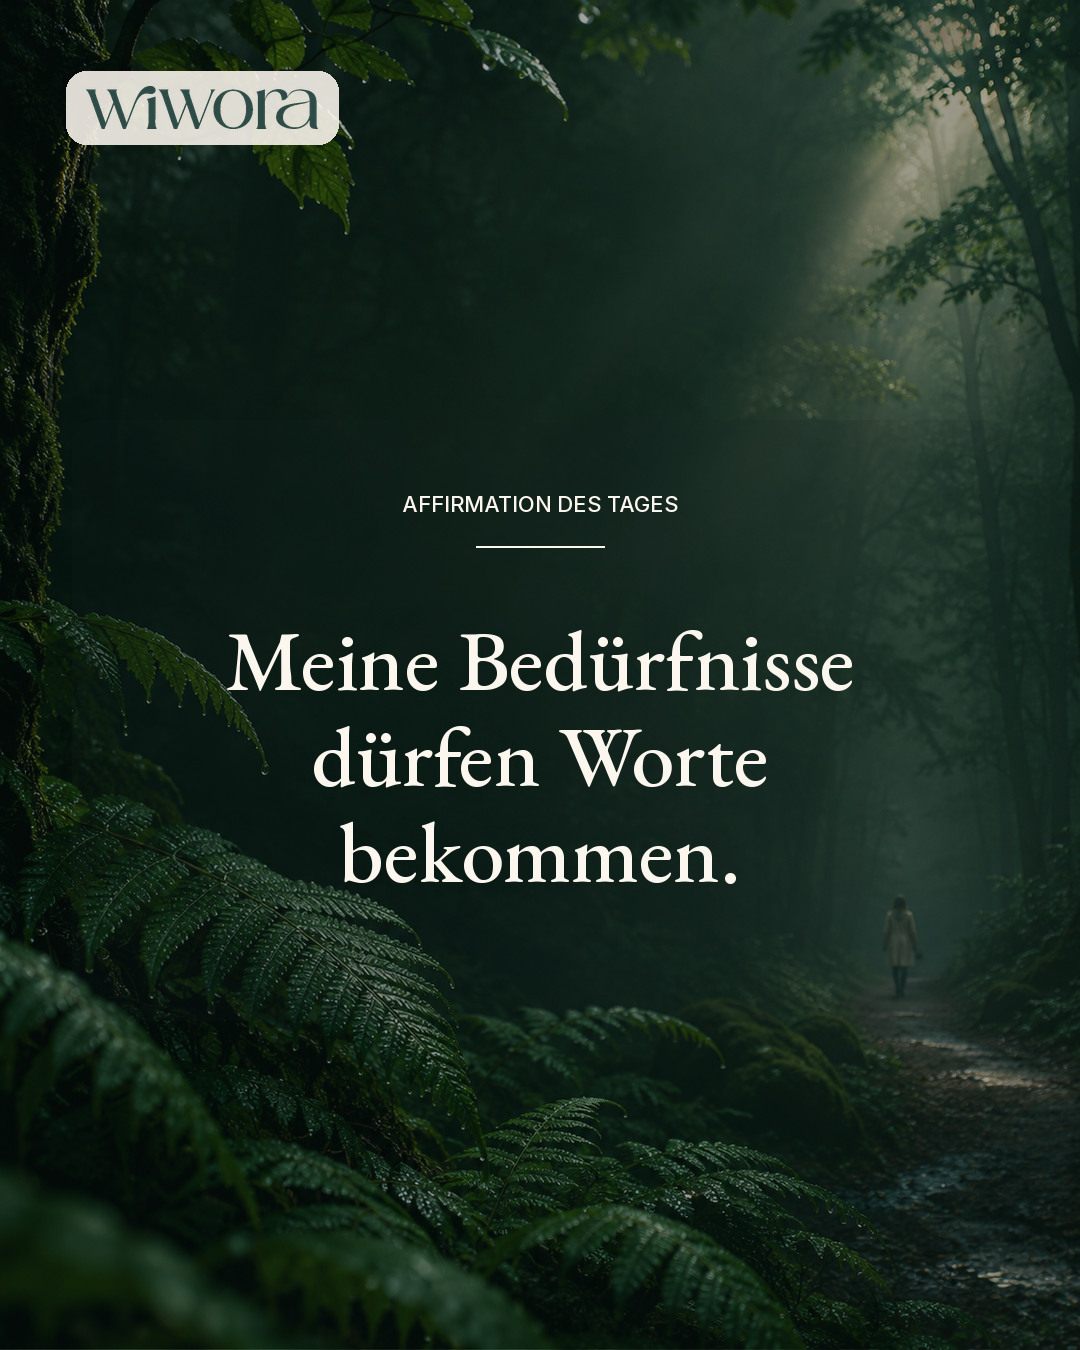 wiwora
AFFIRMATION DES TAGES
Meine Bedürfnisse
dürfen Worte
bekommen.